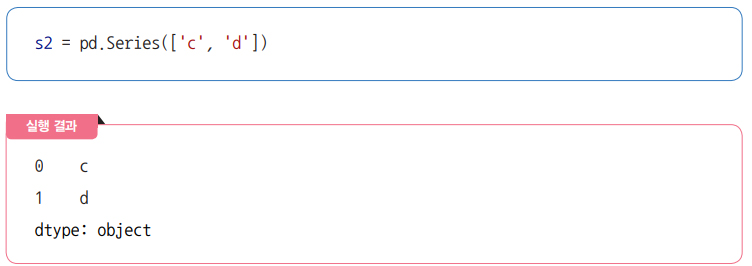 s2 = pd.Series(['c', 'd'])
실행 결과
0 c
1 d
dtype: object